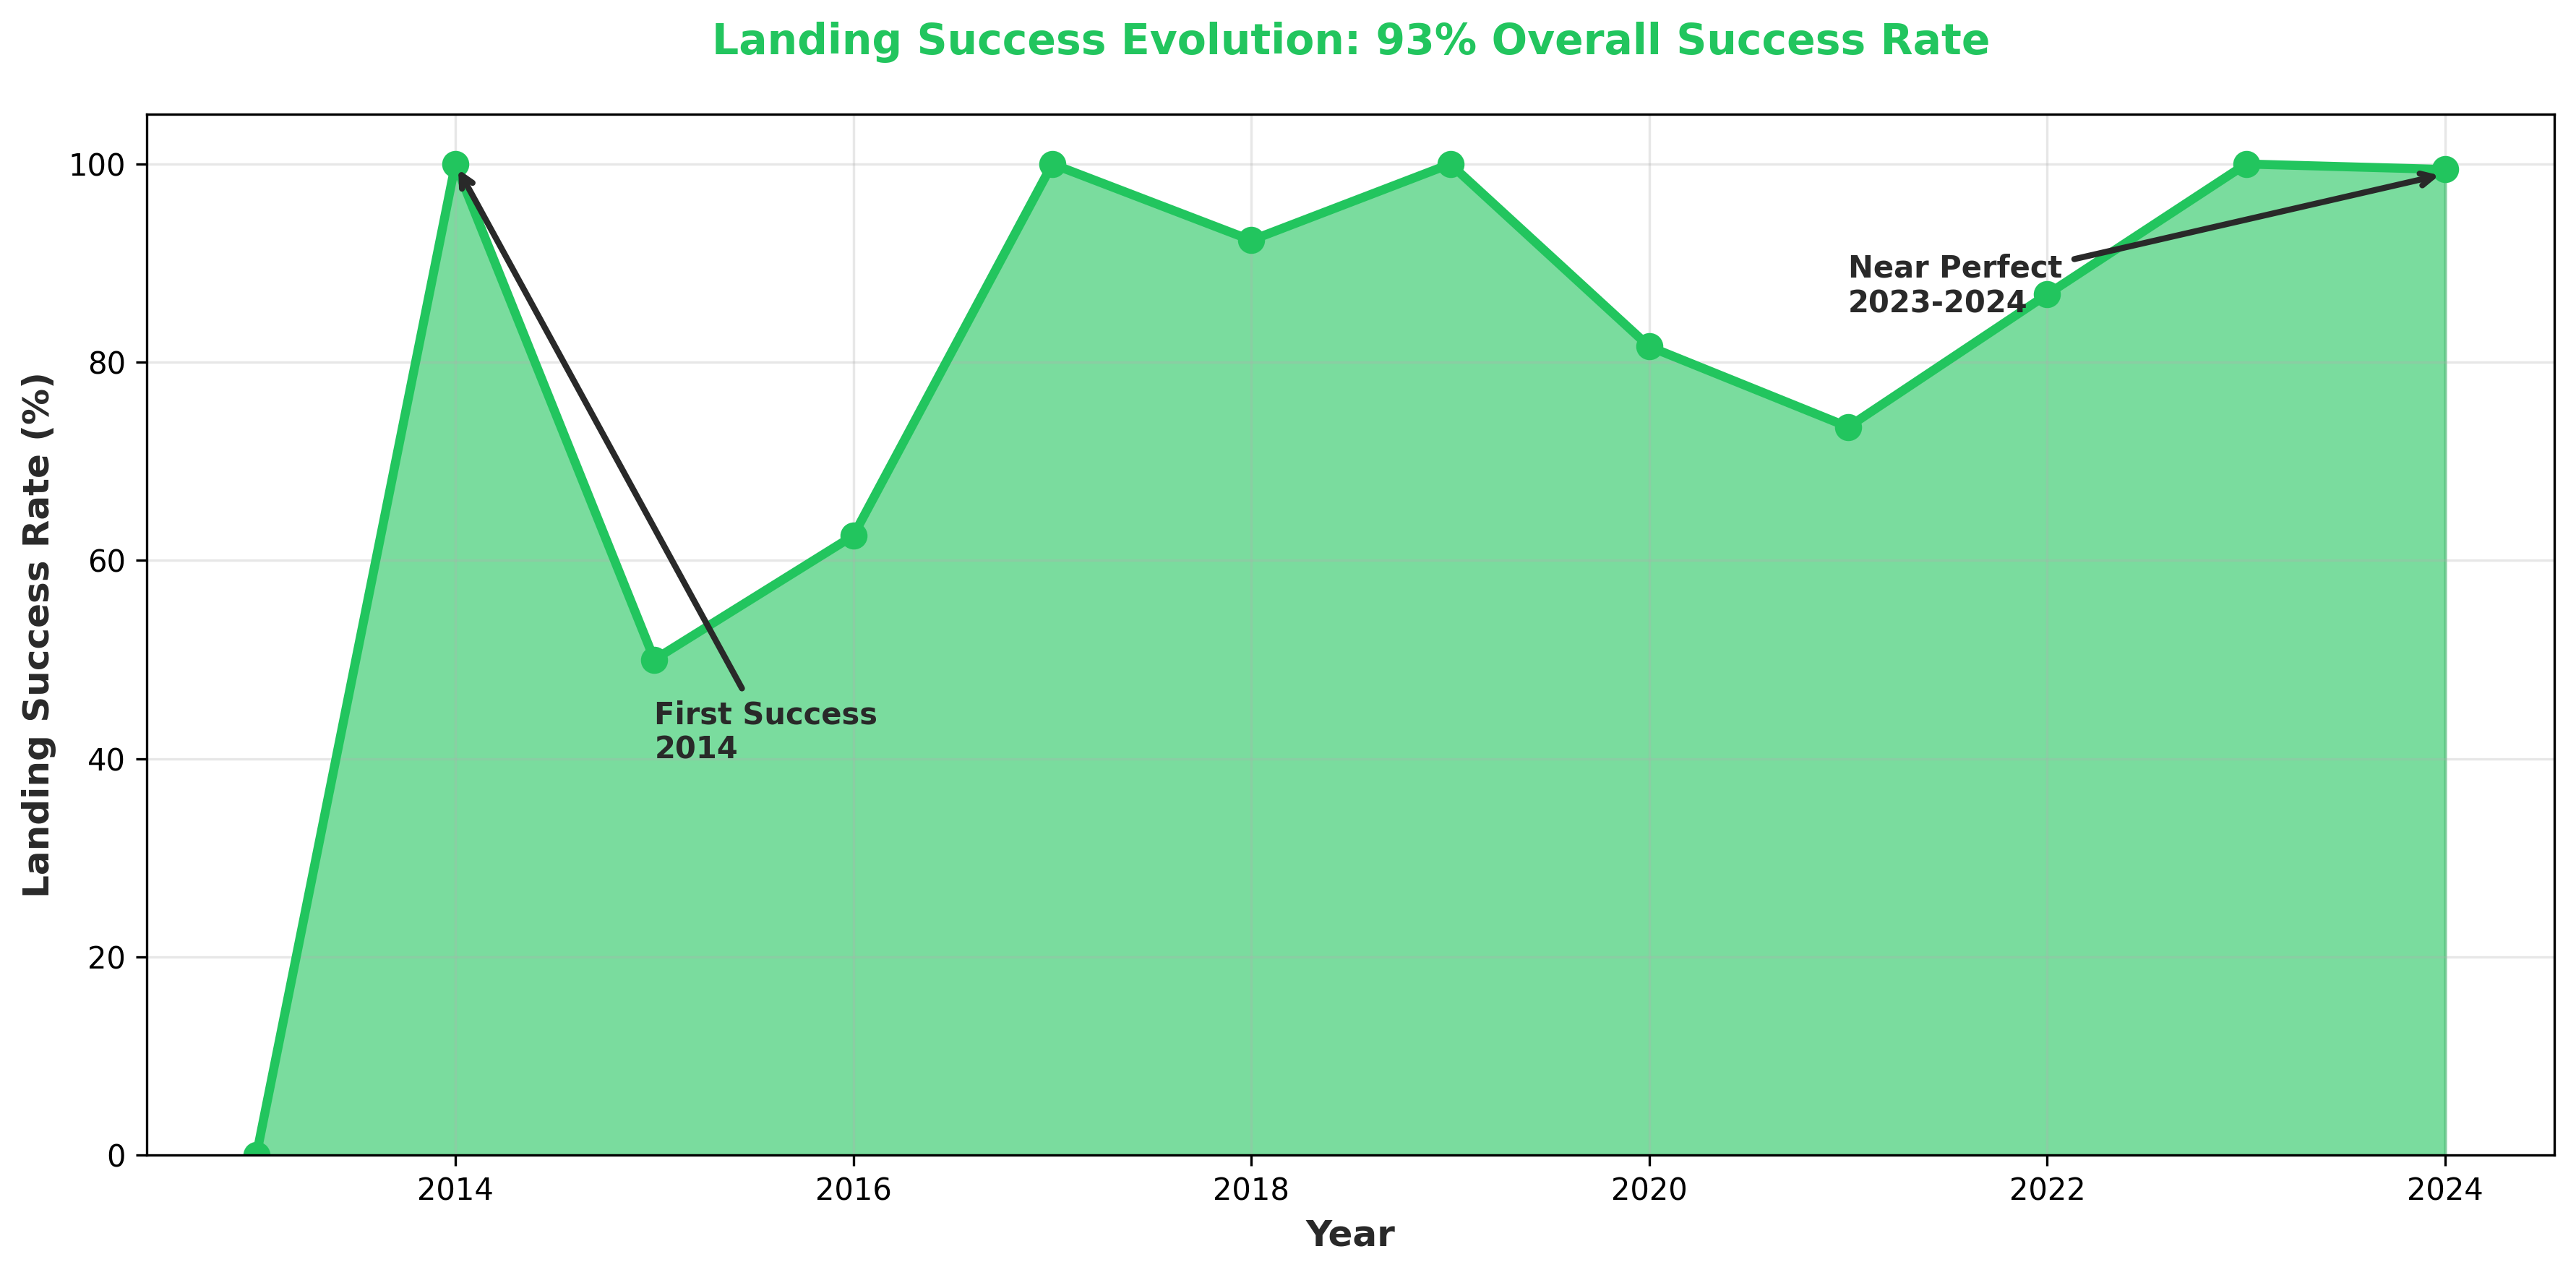 Landing Success Evolution: 93% Overall Success Rate
Landing Success Rate (%)
100
80
60
40
20
0
First Success
2014
Near Perfect
2023-2024
2014
2016
2018
2020
2022
2024
Year